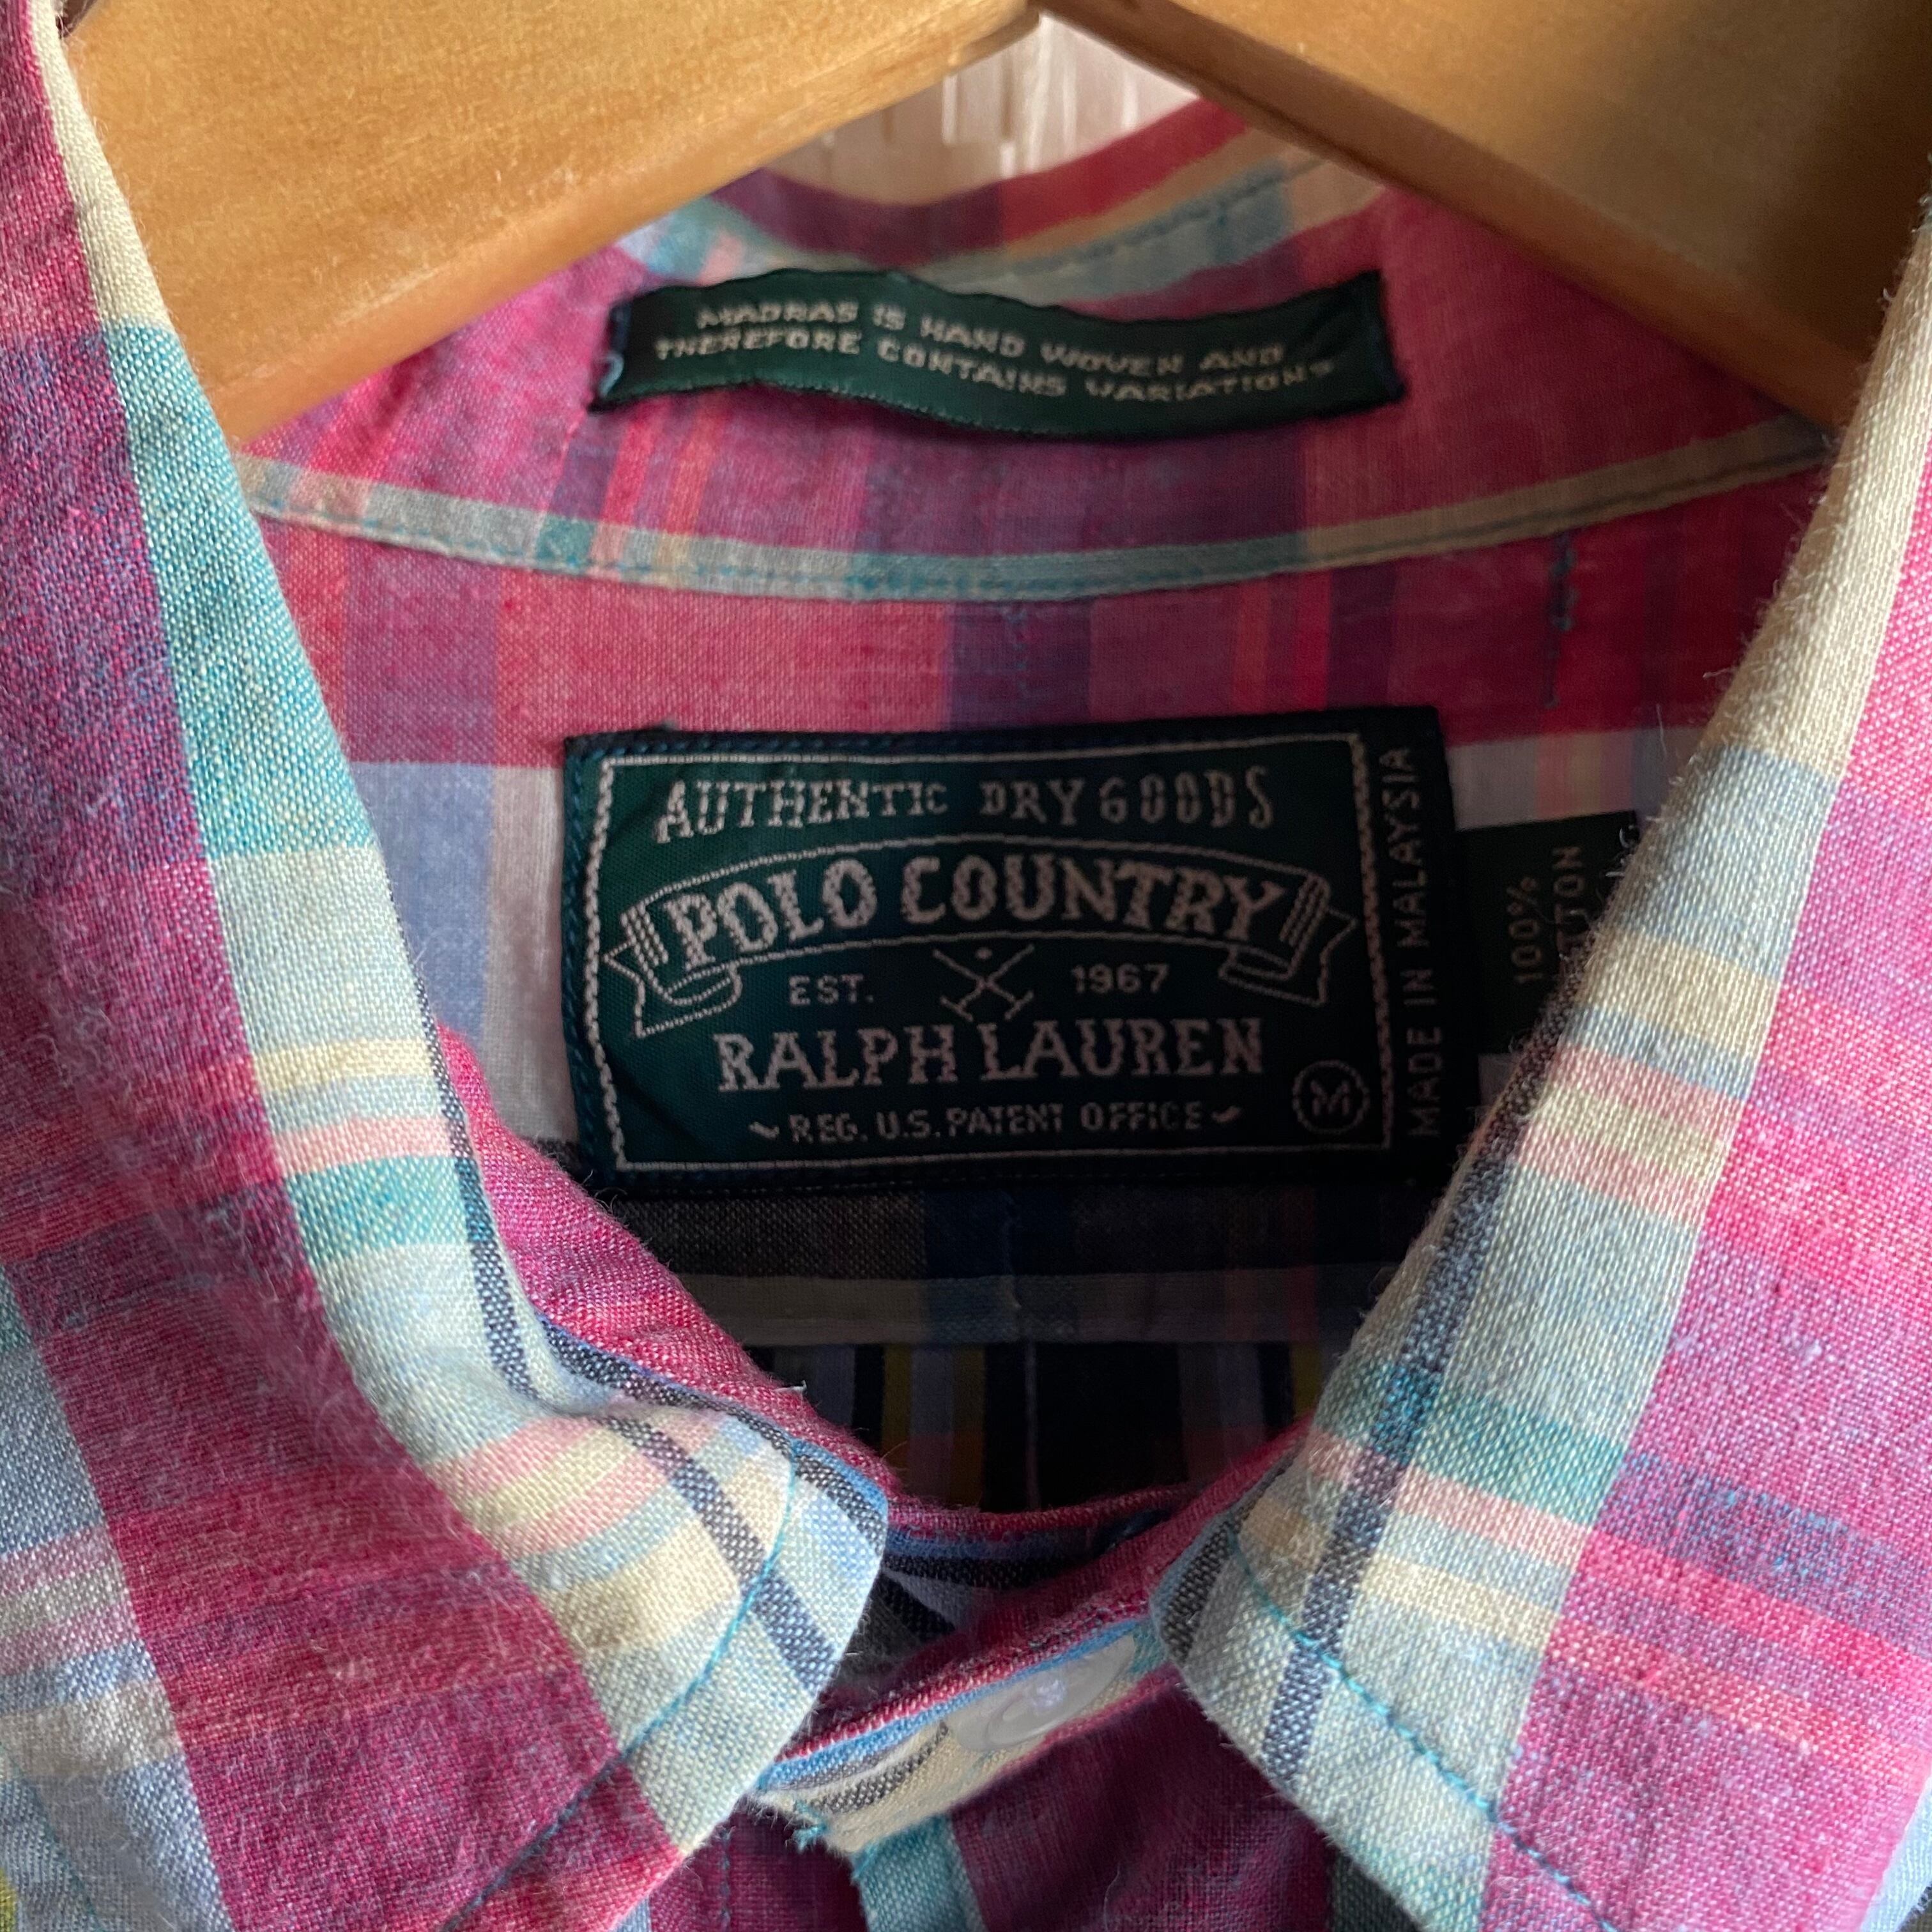 MADRAS IS HAND WOVEN AND
THEREFORE CONTAINS VARIATIONS
AUTHENTIC DRY GOODS
POLO COUNTRY
EST. 1967
RALPH LAUREN
REG. U.S. PATENT OFFICE
M
MADE IN MALAYSIA
100%